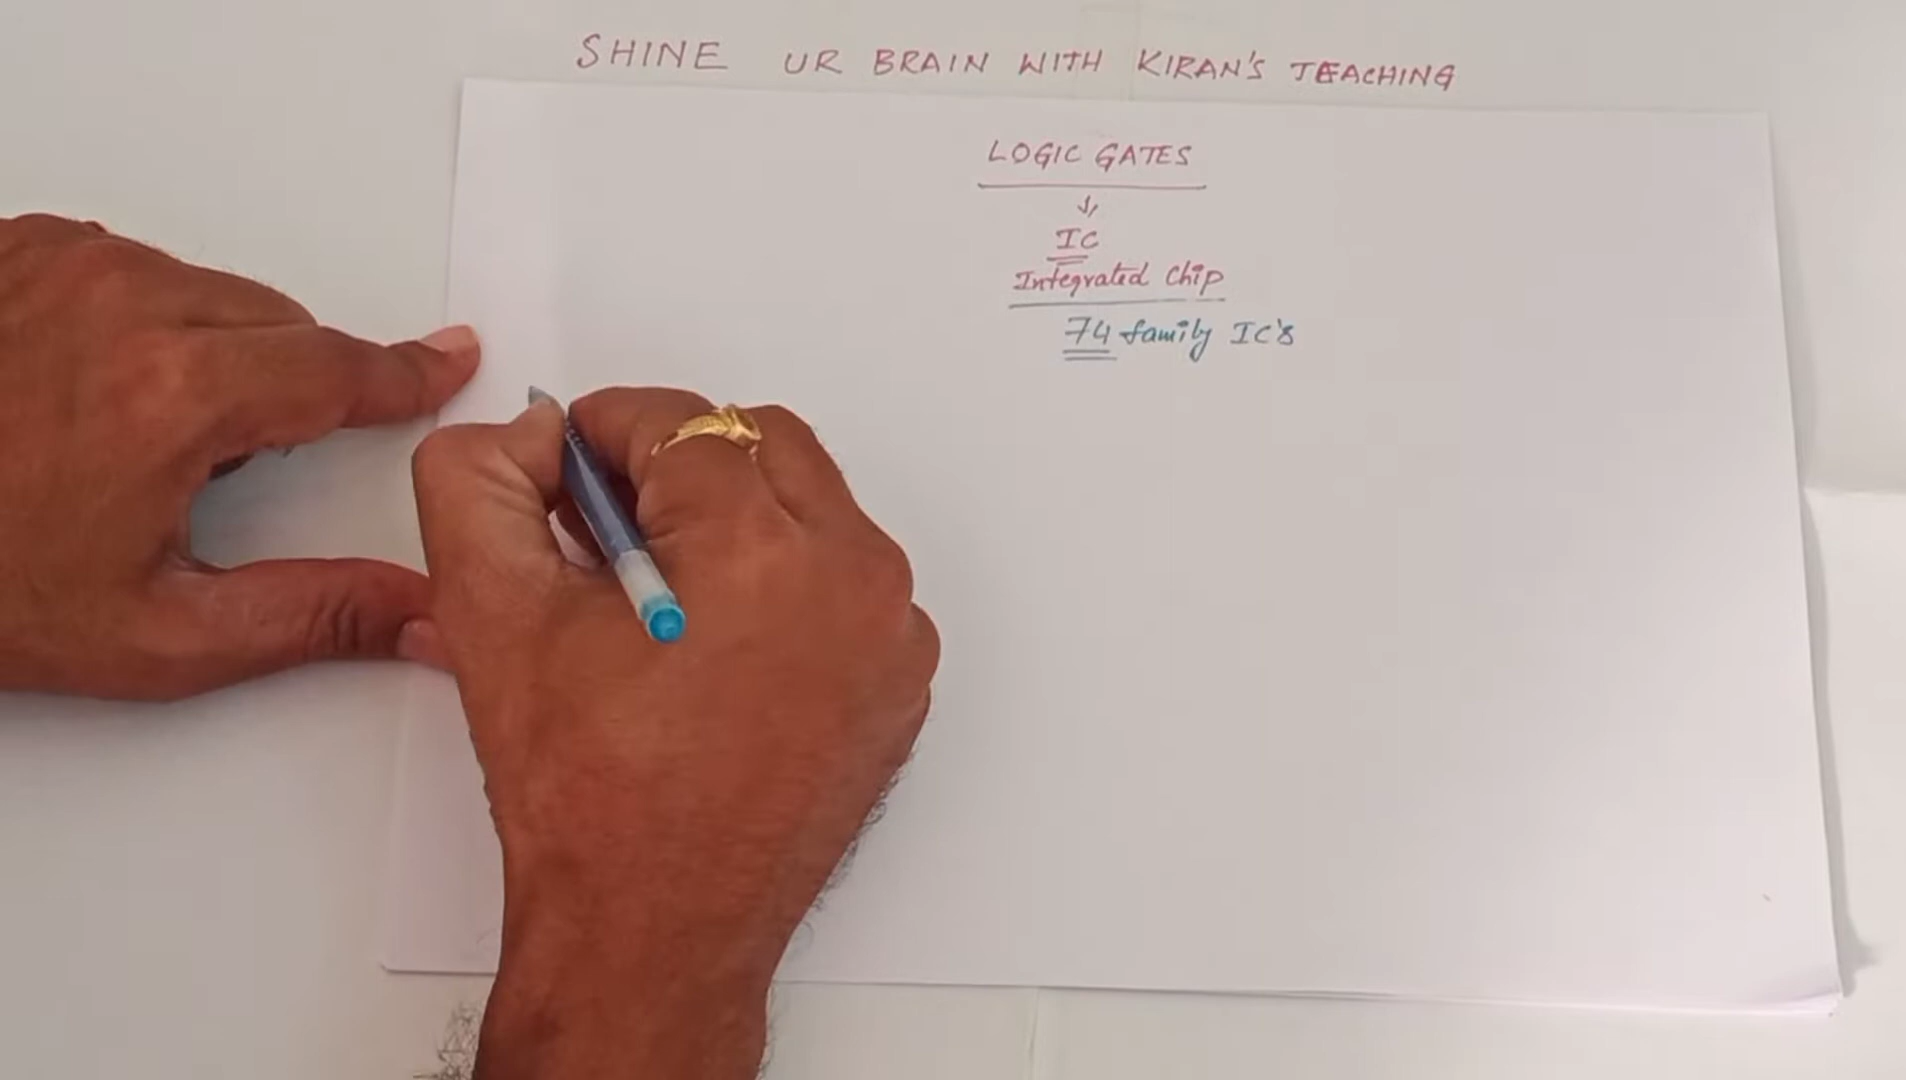 SHINE UR BRAIN WITH KIRAN'S TEACHING
LOGIC GATES
IC
Integrated Chip
74 family IC's